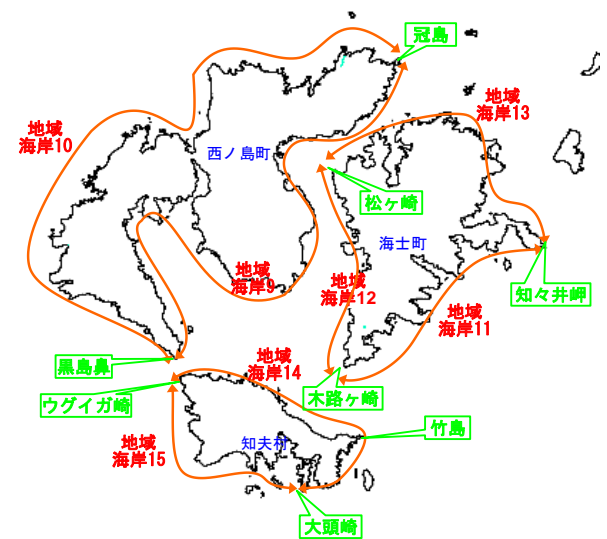 冠島
地域
海岸13
地域
海岸10
西ノ島町
松ヶ崎
海士町
地域
海岸9
地域
海岸12
知々井岬
地域
海岸11
黒島鼻
地域
海岸14
ウグイガ崎
木路ヶ崎
竹島
地域
海岸15
知夫村
大頭崎